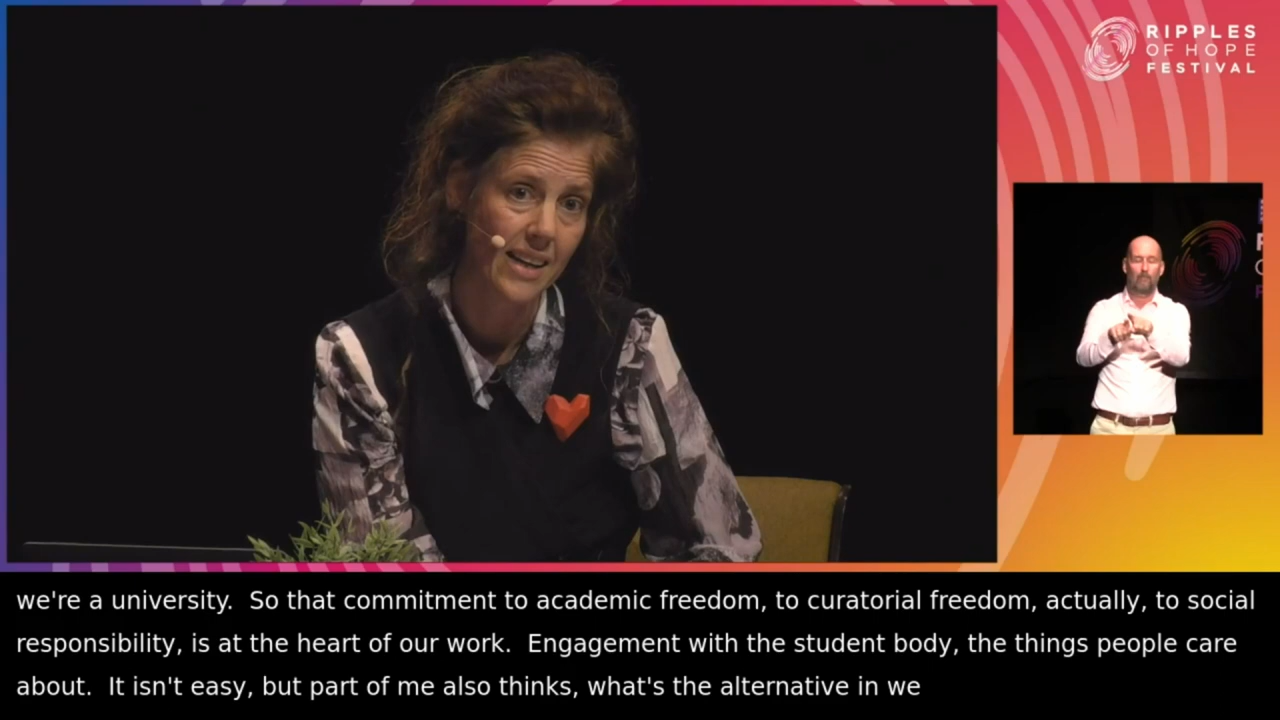 RIPPLES
OF HOPE
FESTIVAL
we're a university.  So that commitment to academic freedom, to curatorial freedom, actually, to social
responsibility, is at the heart of our work.  Engagement with the student body, the things people care
about.  It isn't easy, but part of me also thinks, what's the alternative in we